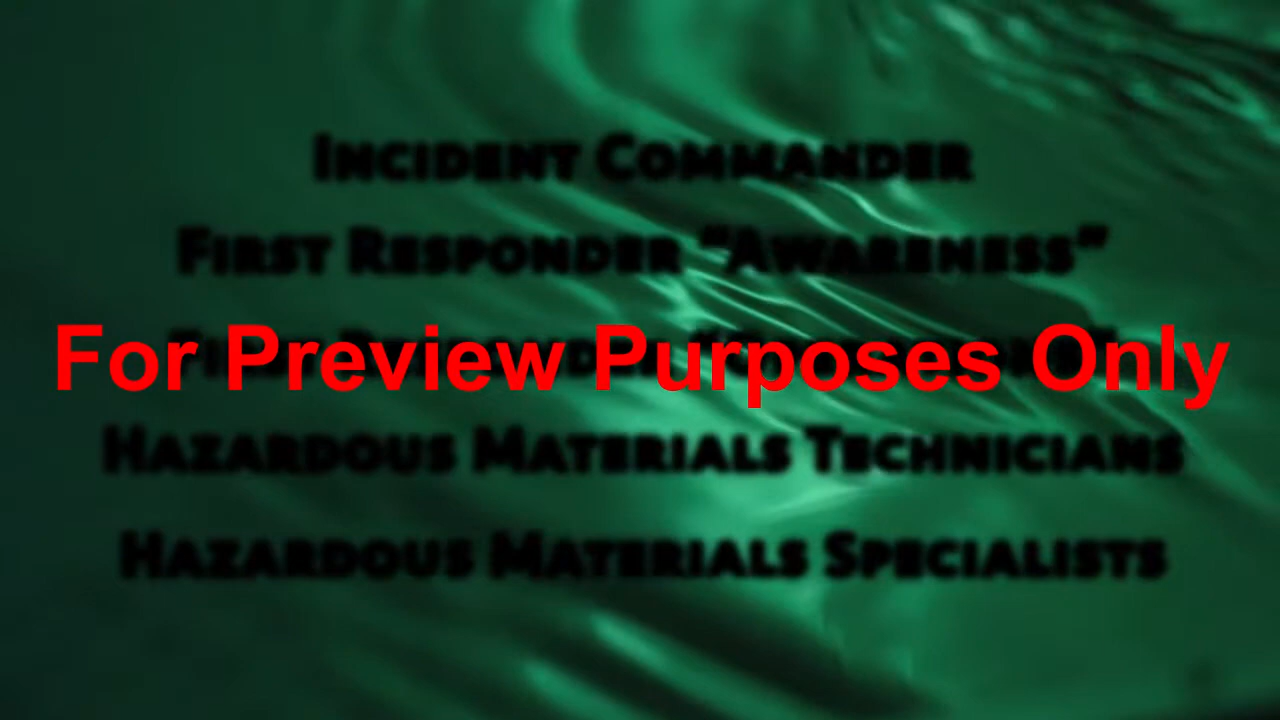 Incident Commander
First Responder "Awareness"
For Preview Purposes Only
Hazardous Materials Technicians
Hazardous Materials Specialists